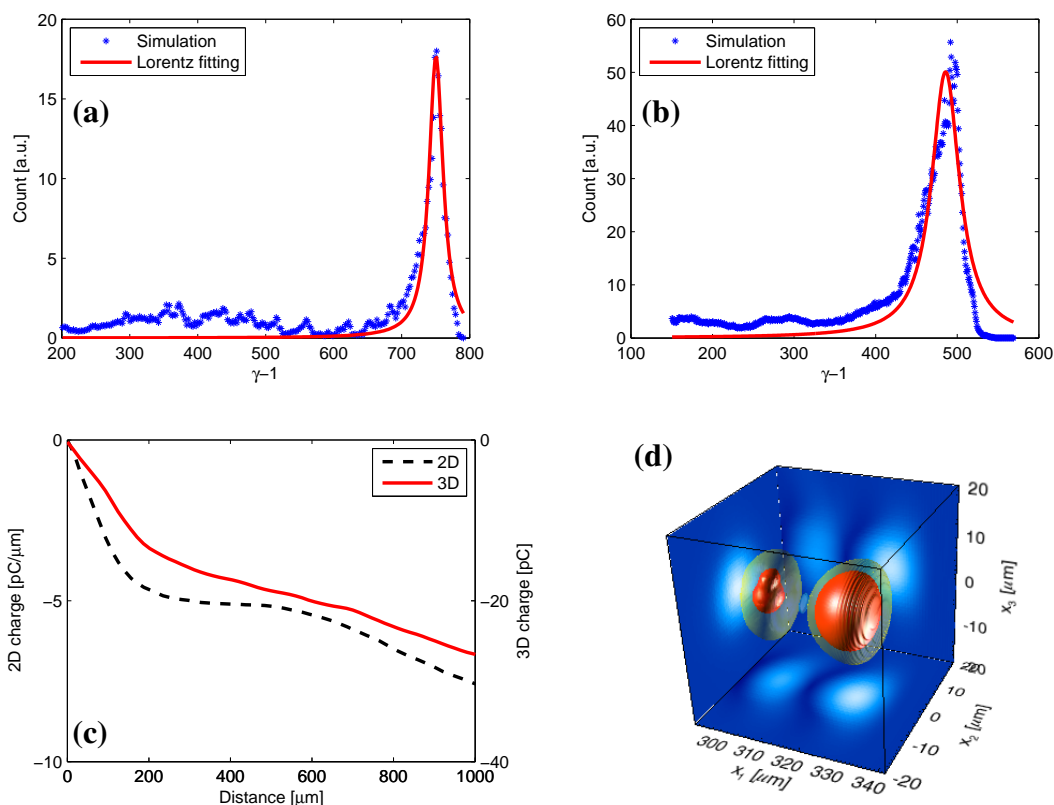 20
15
10
5
0
Count [a.u.]
(a)
Simulation
Lorentz fitting
200 300 400 500 600 700 800
γ−1
60
50
40
30
20
10
0
Count [a.u.]
(b)
Simulation
Lorentz fitting
100 200 300 400 500 600
γ−1
0
−5
−10
2D charge [pC/μm]
2D
3D
(c)
0
−20
−40
3D charge [pC]
0 200 400 600 800 1000
Distance [μm]
(d)
20
10
0
-10
-20
x3 [μm]
20
10
0
-10
-20
x2 [μm]
300 310 320 330 340
x1 [μm]